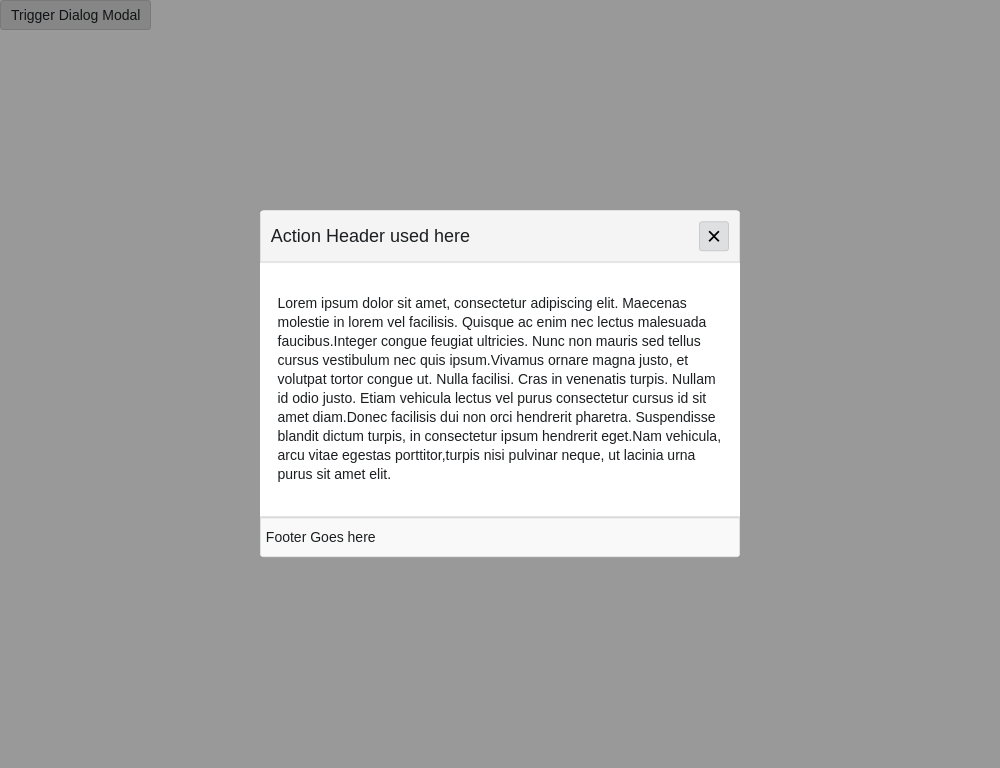 Trigger Dialog Modal
Action Header used here
Lorem ipsum dolor sit amet, consectetur adipiscing elit. Maecenas
molestie in lorem vel facilisis. Quisque ac enim nec lectus malesuada
faucibus.Integer congue feugiat ultricies. Nunc non mauris sed tellus
cursus vestibulum nec quis ipsum.Vivamus ornare magna justo, et
volutpat tortor congue ut. Nulla facilisi. Cras in venenatis turpis. Nullam
id odio justo. Etiam vehicula lectus vel purus consectetur cursus id sit
amet diam.Donec facilisis dui non orci hendrerit pharetra. Suspendisse
blandit dictum turpis, in consectetur ipsum hendrerit eget.Nam vehicula,
arcu vitae egestas porttitor,turpis nisi pulvinar neque, ut lacinia urna
purus sit amet elit.
Footer Goes here